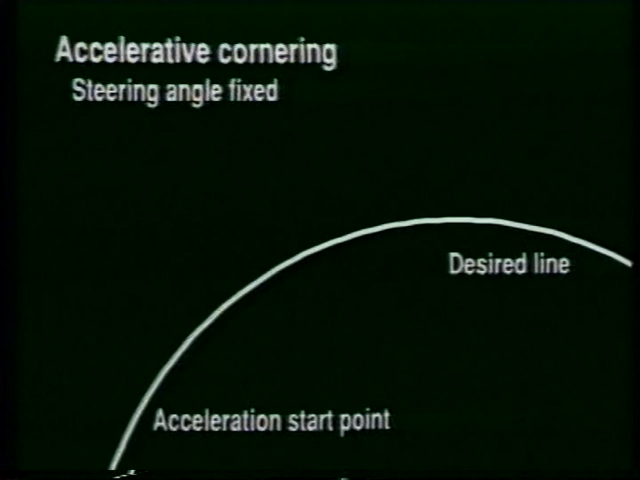 Accelerative cornering
Steering angle fixed
Desired line
Acceleration start point